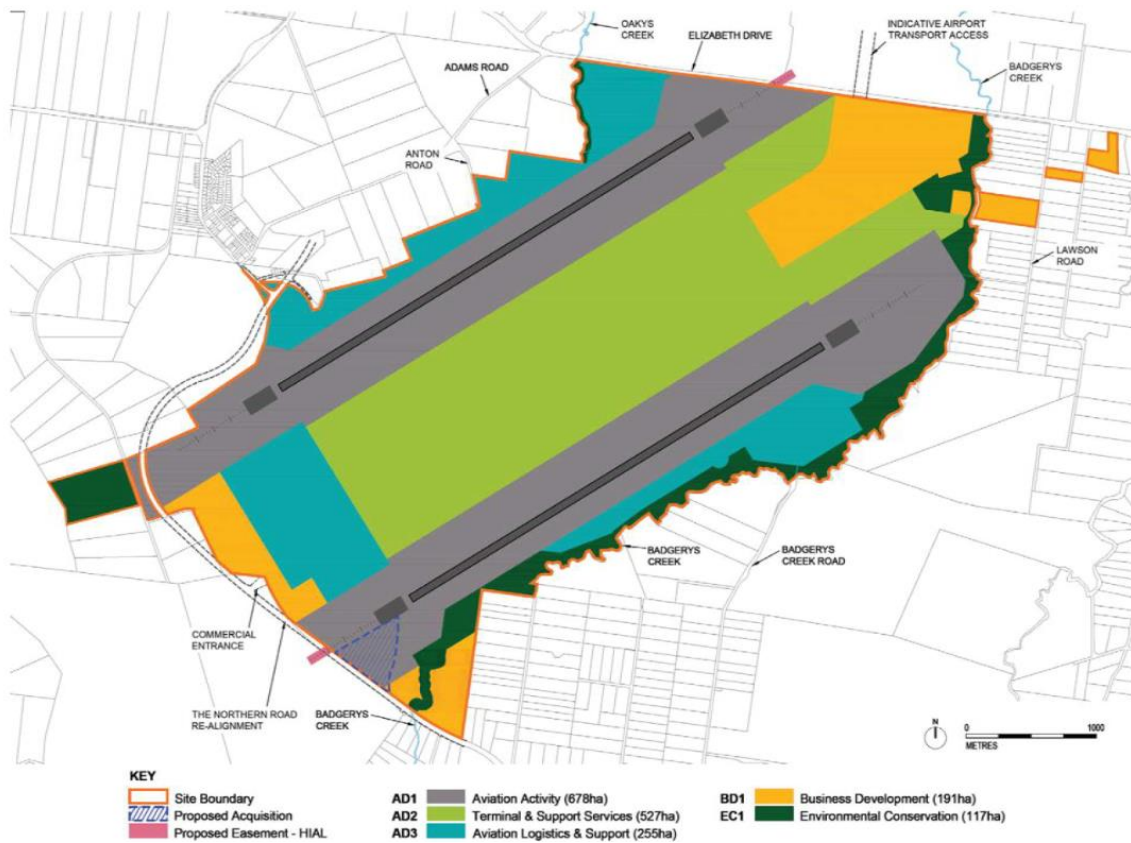 OAKYS
CREEK
ELIZABETH DRIVE
INDICATIVE AIRPORT
TRANSPORT ACCESS
ADAMS ROAD
BADGERYS
CREEK
ANTON
ROAD
LAWSON
ROAD
BADGERYS
CREEK
BADGERYS
CREEK ROAD
COMMERCIAL
ENTRANCE
THE NORTHERN ROAD
RE-ALIGNMENT
BADGERYS
CREEK
N
0 1000
METRES
KEY
Site Boundary
Proposed Acquisition
Proposed Easement - HIAL
AD1 Aviation Activity (678ha)
AD2 Terminal & Support Services (527ha)
AD3 Aviation Logistics & Support (255ha)
BD1 Business Development (191ha)
EC1 Environmental Conservation (117ha)